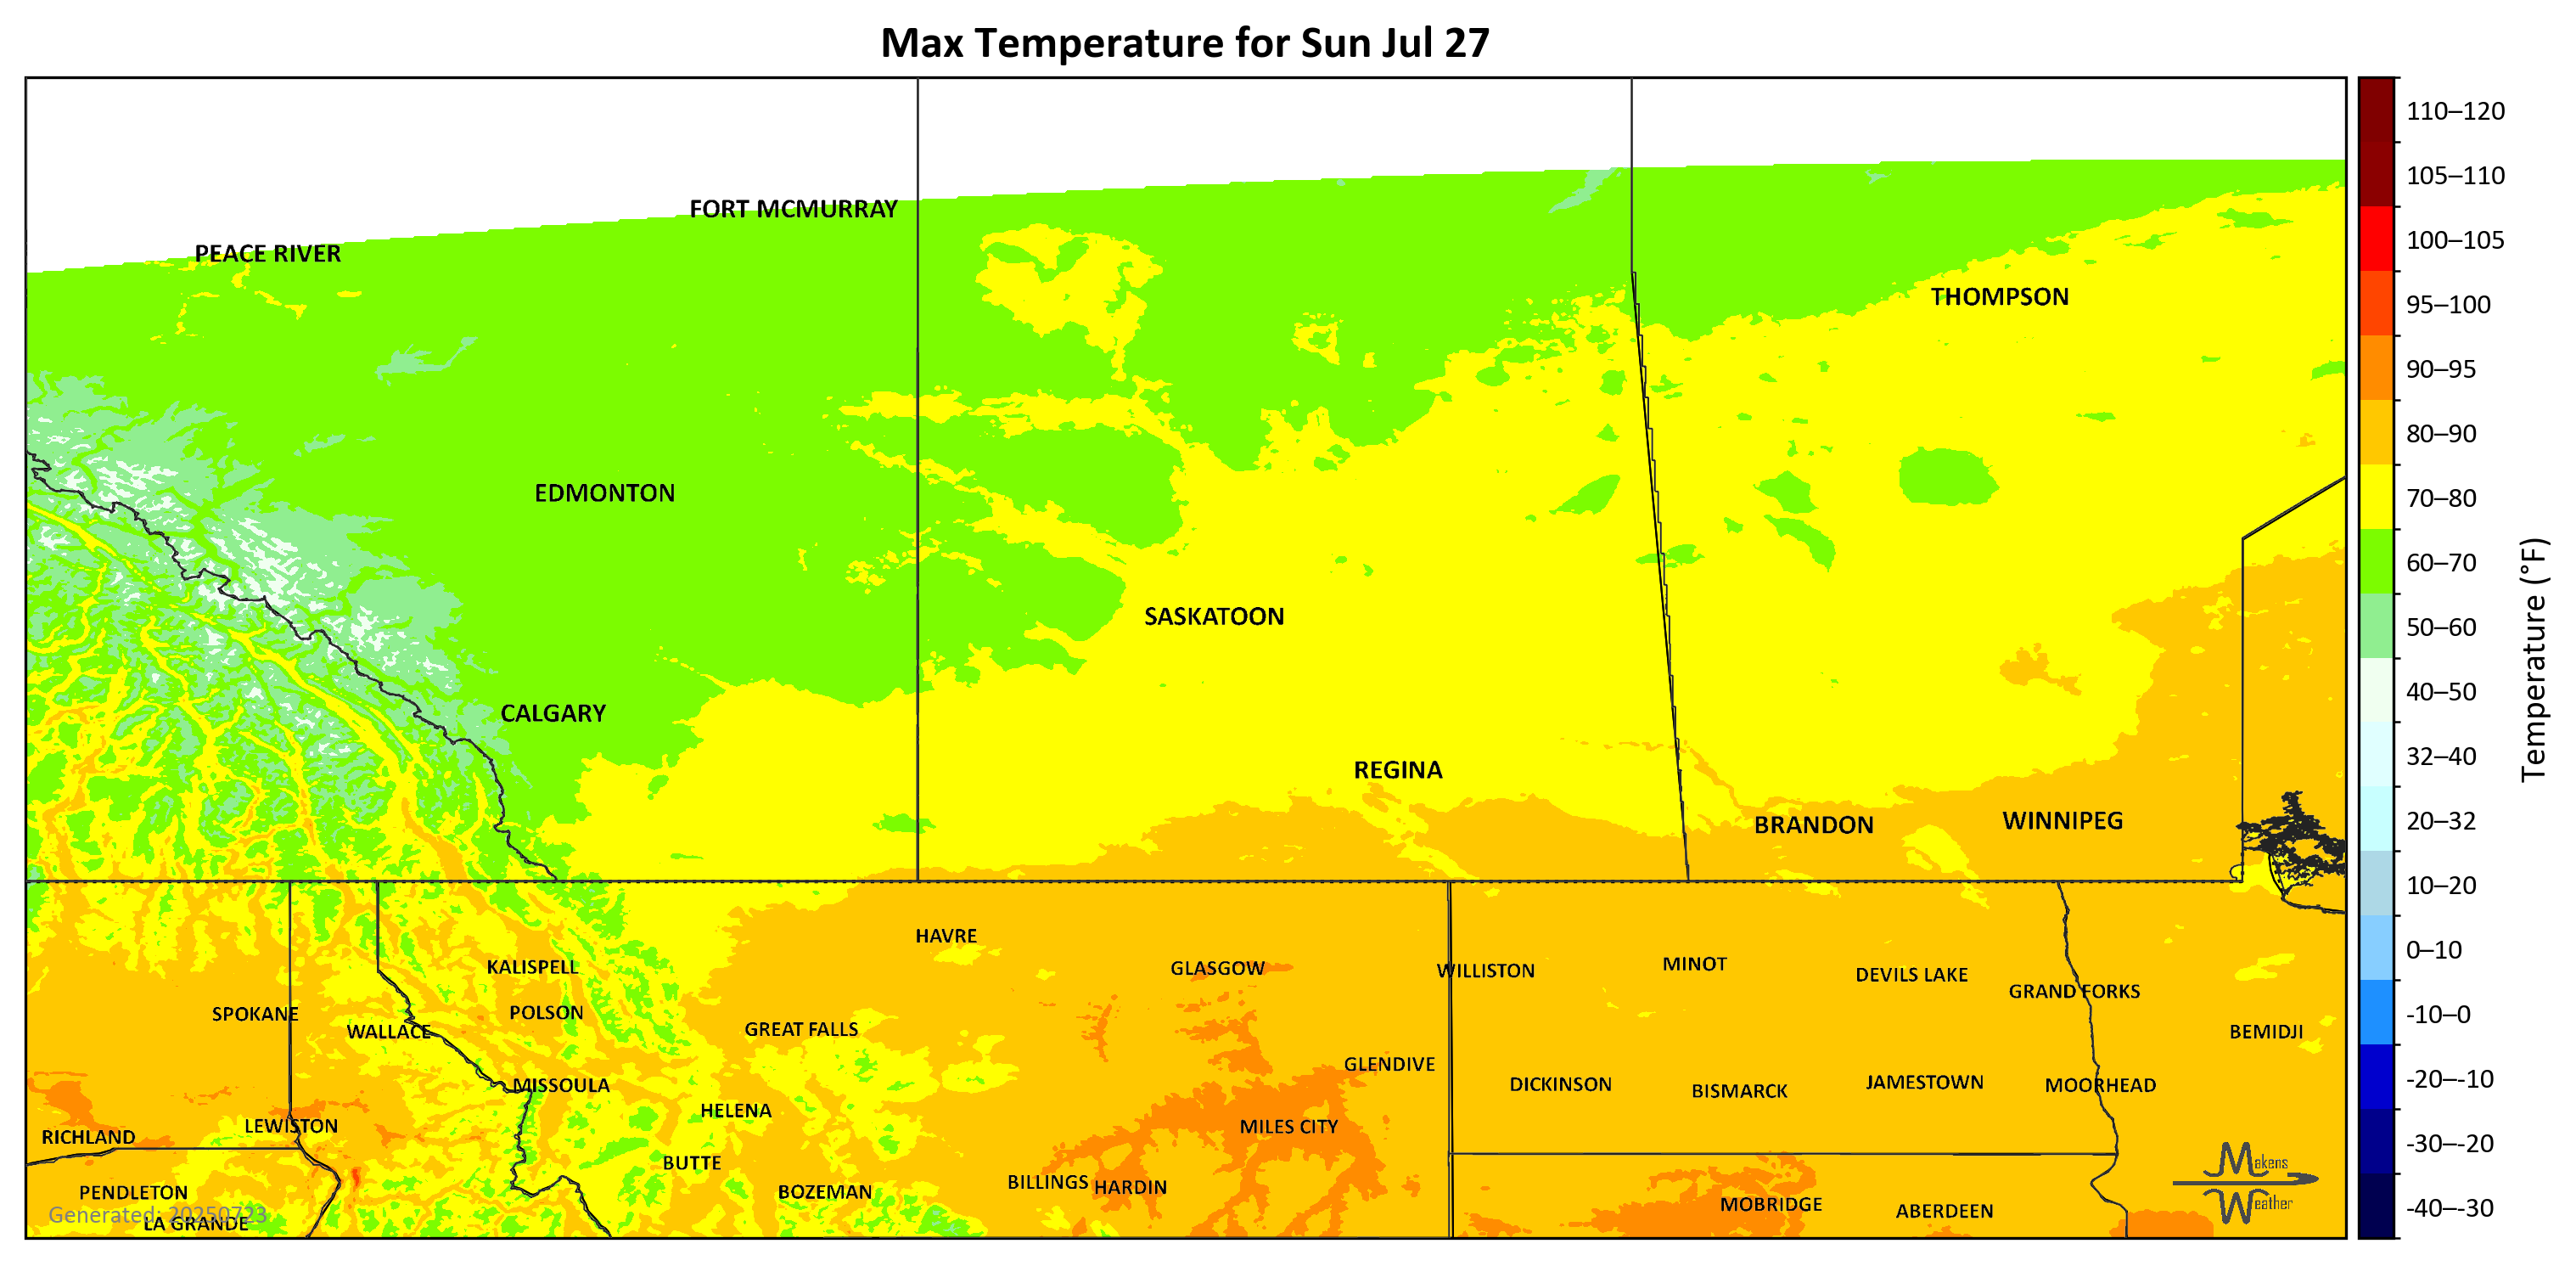 Max Temperature for Sun Jul 27
110–120
105–110
FORT MCMURRAY
100–105
PEACE RIVER
THOMPSON
95–100
90–95
80–90
EDMONTON
70–80
60–70
SASKATOON
50–60
Temperature (°F)
40–50
CALGARY
32–40
REGINA
BRANDON
WINNIPEG
20–32
10–20
HAVRE
0–10
KALISPELL
GLASGOW
WILLISTON
MINOT
DEVILS LAKE
GRAND FORKS
SPOKANE
POLSON
-10–0
WALLACE
GREAT FALLS
BEMIDJI
GLENDIVE
-20–-10
MISSOULA
DICKINSON
BISMARCK
JAMESTOWN
MOORHEAD
HELENA
LEWISTON
MILES CITY
RICHLAND
-30–-20
BUTTE
Makens
PENDLETON
BOZEMAN
BILLINGS
HARDIN
Weather
MOBRIDGE
ABERDEEN
-40–-30
Generated: 20250723
LA GRANDE